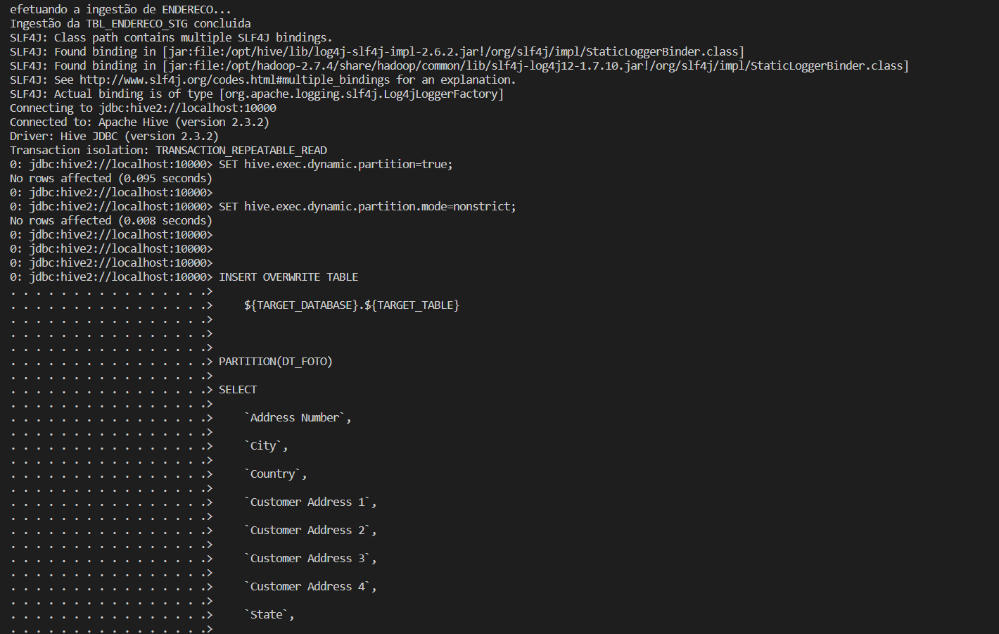 efetuando a ingestão de ENDERECO...
Ingestão da TBL_ENDERECO_STG concluida
SLF4J: Class path contains multiple SLF4J bindings.
SLF4J: Found binding in [jar:file:/opt/hive/lib/log4j-slf4j-impl-2.6.2.jar!/org/slf4j/impl/StaticLoggerBinder.class]
SLF4J: Found binding in [jar:file:/opt/hadoop-2.7.4/share/hadoop/common/lib/slf4j-log4j12-1.7.10.jar!/org/slf4j/impl/StaticLoggerBinder.class]
SLF4J: See http://www.slf4j.org/codes.html#multiple_bindings for an explanation.
SLF4J: Actual binding is of type [org.apache.logging.slf4j.Log4jLoggerFactory]
Connecting to jdbc:hive2://localhost:10000
Connected to: Apache Hive (version 2.3.2)
Driver: Hive JDBC (version 2.3.2)
Transaction isolation: TRANSACTION_REPEATABLE_READ
0: jdbc:hive2://localhost:10000> SET hive.exec.dynamic.partition=true;
No rows affected (0.095 seconds)
0: jdbc:hive2://localhost:10000>
0: jdbc:hive2://localhost:10000> SET hive.exec.dynamic.partition.mode=nonstrict;
No rows affected (0.008 seconds)
0: jdbc:hive2://localhost:10000>
0: jdbc:hive2://localhost:10000>
0: jdbc:hive2://localhost:10000>
0: jdbc:hive2://localhost:10000> INSERT OVERWRITE TABLE
. . . . . . . . . . . . . . . .>
. . . . . . . . . . . . . . . .>     ${TARGET_DATABASE}.${TARGET_TABLE}
. . . . . . . . . . . . . . . .>
. . . . . . . . . . . . . . . .>
. . . . . . . . . . . . . . . .>
. . . . . . . . . . . . . . . .> PARTITION(DT_FOTO)
. . . . . . . . . . . . . . . .>
. . . . . . . . . . . . . . . .> SELECT
. . . . . . . . . . . . . . . .>
. . . . . . . . . . . . . . . .>     `Address Number`,
. . . . . . . . . . . . . . . .>
. . . . . . . . . . . . . . . .>     `City`,
. . . . . . . . . . . . . . . .>
. . . . . . . . . . . . . . . .>     `Country`,
. . . . . . . . . . . . . . . .>
. . . . . . . . . . . . . . . .>     `Customer Address 1`,
. . . . . . . . . . . . . . . .>
. . . . . . . . . . . . . . . .>     `Customer Address 2`,
. . . . . . . . . . . . . . . .>
. . . . . . . . . . . . . . . .>     `Customer Address 3`,
. . . . . . . . . . . . . . . .>
. . . . . . . . . . . . . . . .>     `Customer Address 4`,
. . . . . . . . . . . . . . . .>
. . . . . . . . . . . . . . . .>     `State`,
. . . . . . . . . . . . . . . .>